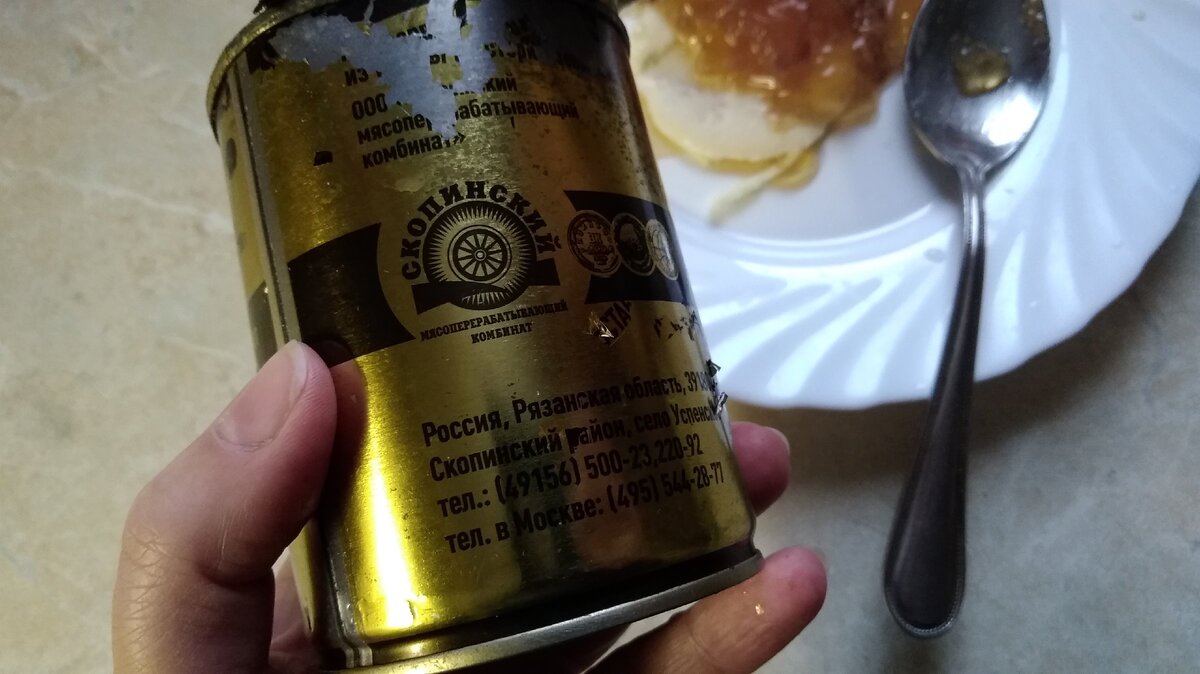 из
ООО
комбинат»
СКОПИНСКИЙ
МЯСОПЕРЕРАБАТЫВАЮЩИЙ
КОМБИНАТ
Россия, Рязанская область,
Скопинский район, село
тел.: (49156) 500-23,220-92
тел. в Москве: (495) 544-28-77